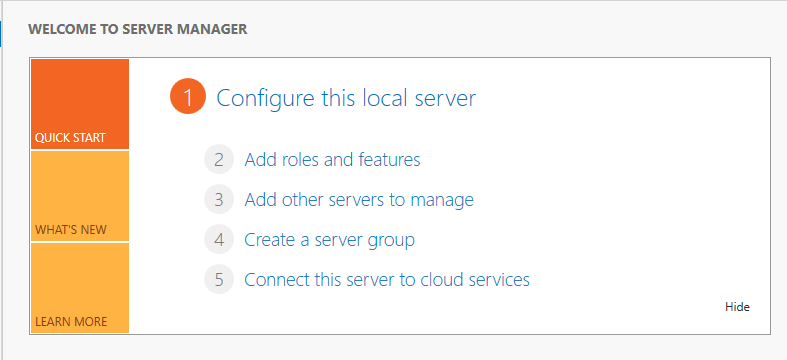 WELCOME TO SERVER MANAGER
QUICK START
WHAT'S NEW
LEARN MORE
1 Configure this local server
2 Add roles and features
3 Add other servers to manage
4 Create a server group
5 Connect this server to cloud services
Hide